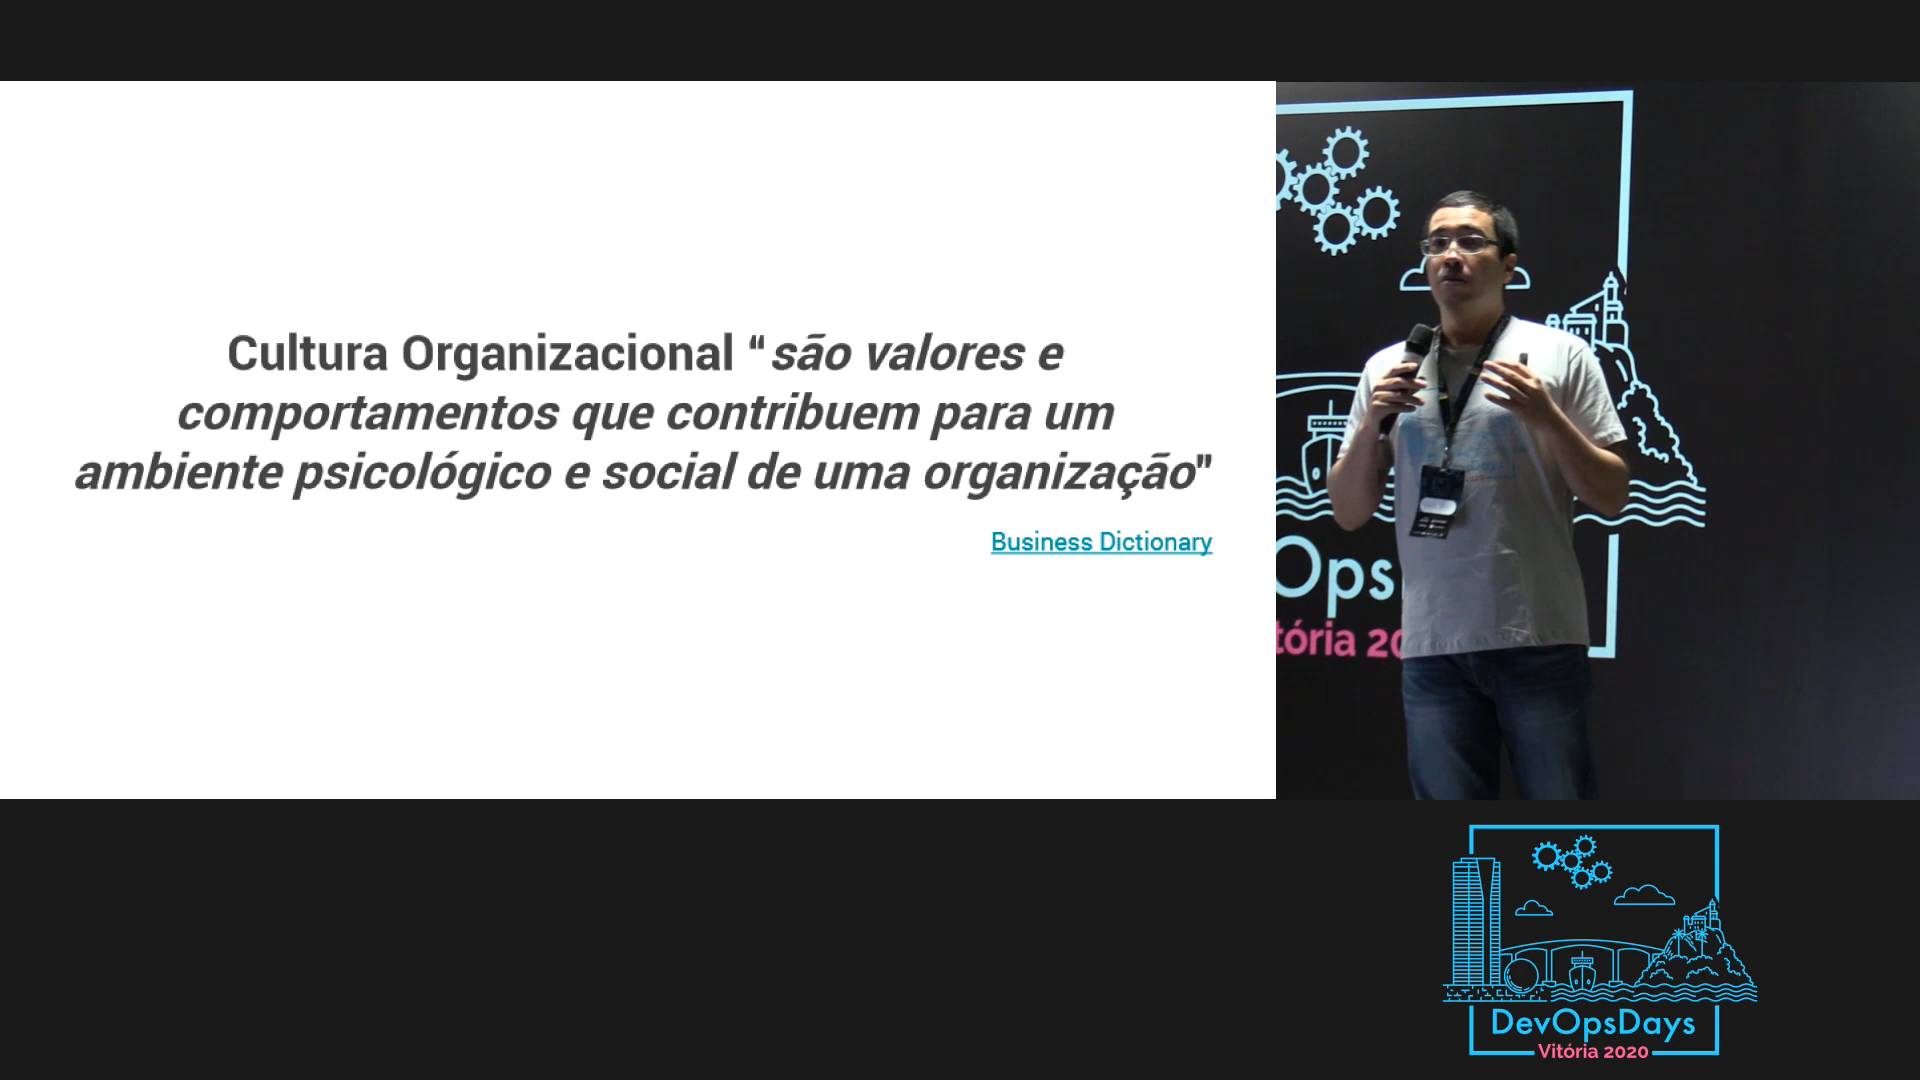 Cultura Organizacional “são valores e
comportamentos que contribuem para um
ambiente psicológico e social de uma organização"
Business Dictionary
Ops
tória 20
DevOpsDays
Vitória 2020